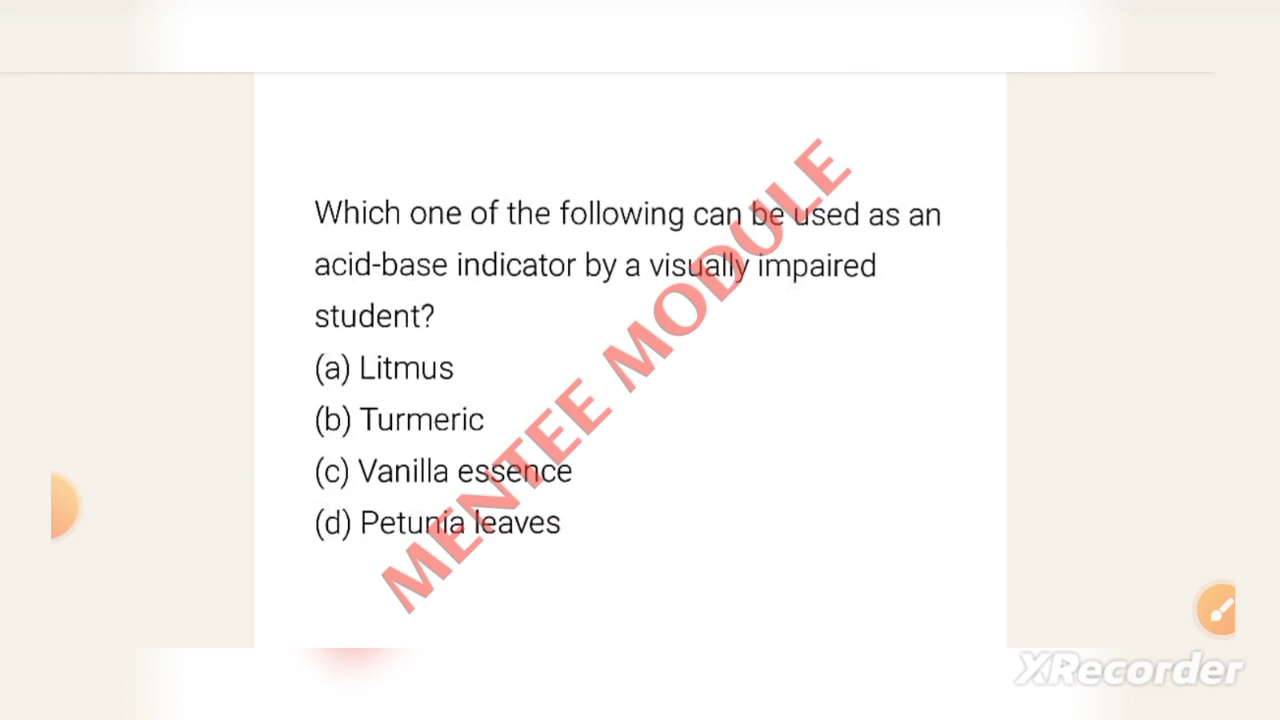 Which one of the following can be used as an
acid-base indicator by a visually impaired
student?
(a) Litmus
(b) Turmeric
(c) Vanilla essence
(d) Petunia leaves
MENTEE MODULE
XRecorder